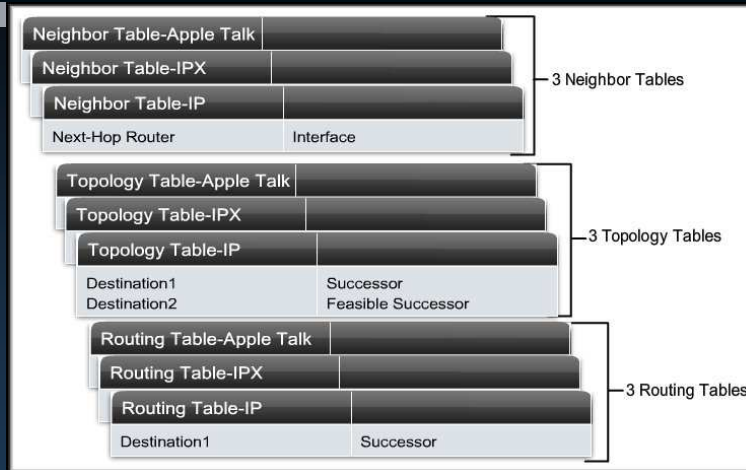 Neighbor Table-Apple Talk
Neighbor Table-IPX
3 Neighbor Tables
Neighbor Table-IP
Next-Hop Router Interface
Topology Table-Apple Talk
Topology Table-IPX
3 Topology Tables
Topology Table-IP
Destination1 Successor
Destination2 Feasible Successor
Routing Table-Apple Talk
Routing Table-IPX
3 Routing Tables
Routing Table-IP
Destination1 Successor